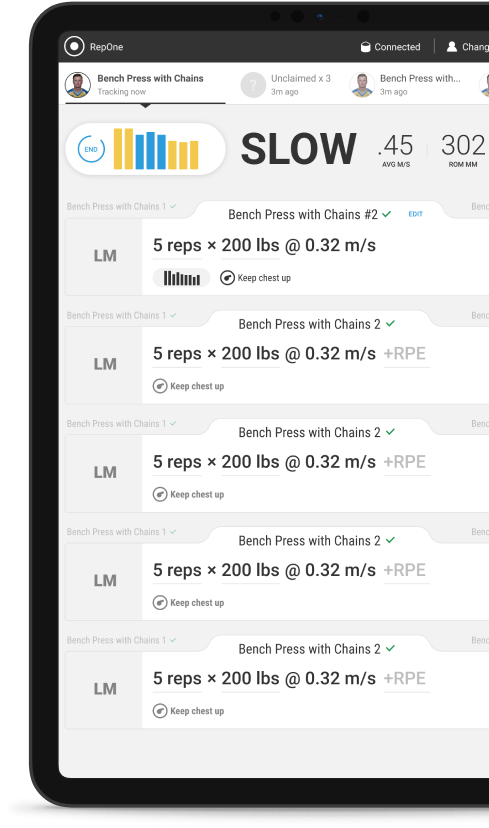 RepOne
Connected
Chang
Bench Press with Chains
Tracking now
?
Unclaimed x 3
3m ago
Bench Press with...
3m ago
END
SLOW
.45
AVG M/S
302
ROM MM
Bench Press with Chains 1 ✓
Bench Press with Chains #2 ✓
EDIT
Benc
LM
5 reps × 200 lbs @ 0.32 m/s
Keep chest up
Bench Press with Chains 1 ✓
Bench Press with Chains 2 ✓
Benc
LM
5 reps × 200 lbs @ 0.32 m/s +RPE
Keep chest up
Bench Press with Chains 1 ✓
Bench Press with Chains 2 ✓
Benc
LM
5 reps × 200 lbs @ 0.32 m/s +RPE
Keep chest up
Bench Press with Chains 1 ✓
Bench Press with Chains 2 ✓
Benc
LM
5 reps × 200 lbs @ 0.32 m/s +RPE
Keep chest up
Bench Press with Chains 1 ✓
Bench Press with Chains 2 ✓
Benc
LM
5 reps × 200 lbs @ 0.32 m/s +RPE
Keep chest up